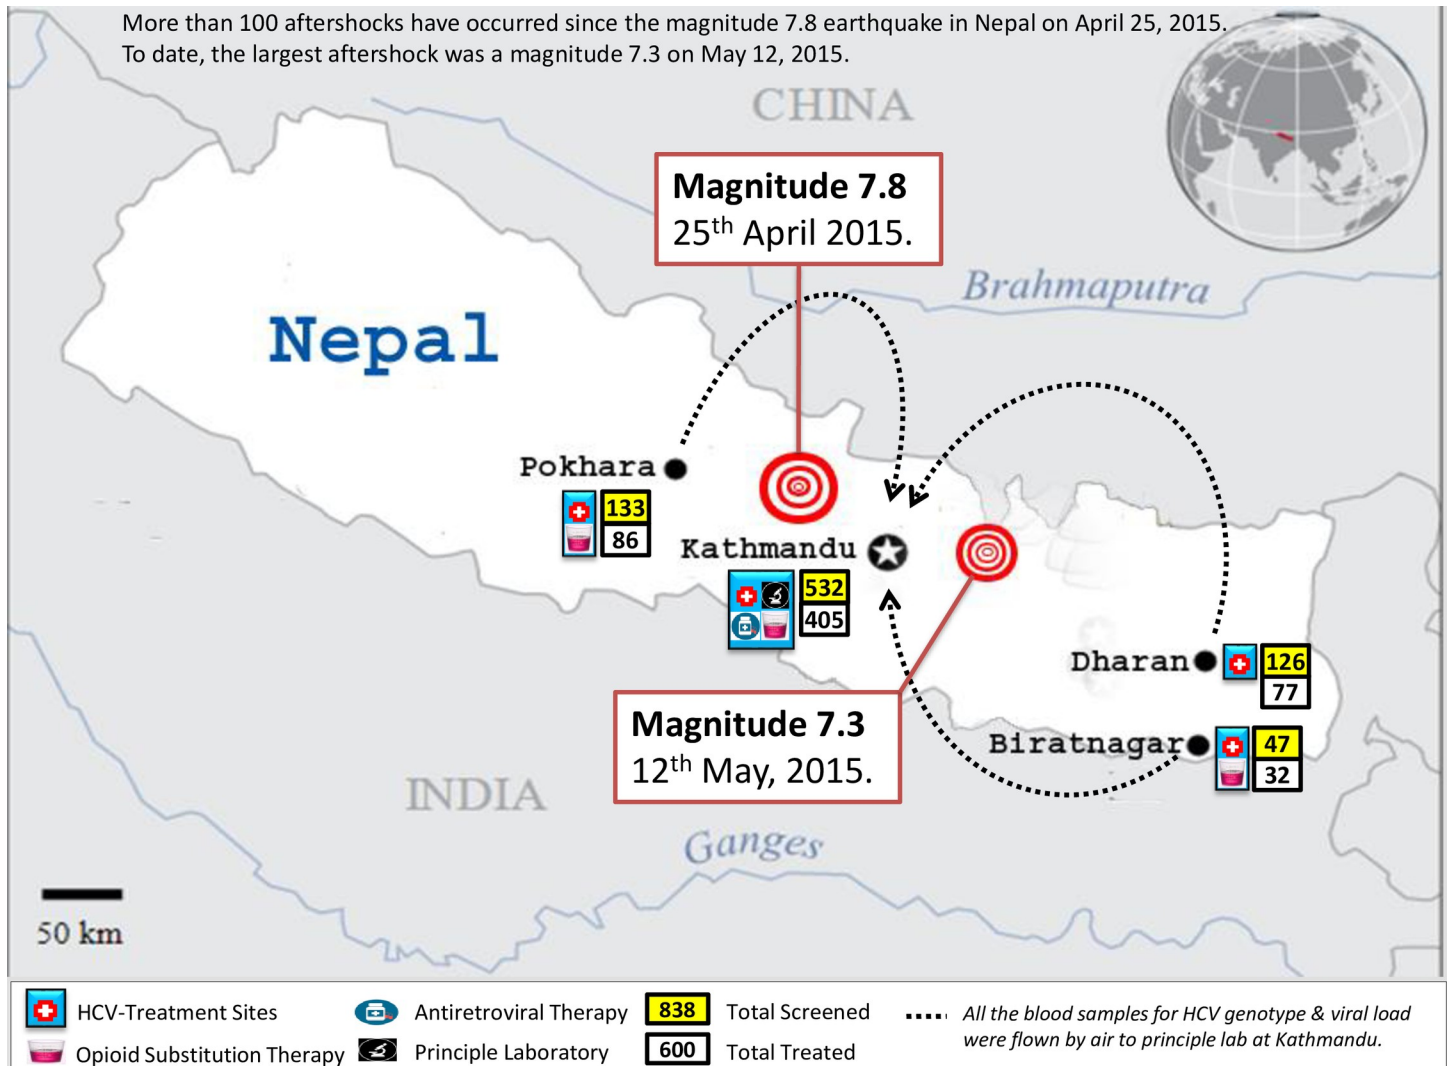 More than 100 aftershocks have occurred since the magnitude 7.8 earthquake in Nepal on April 25, 2015.
To date, the largest aftershock was a magnitude 7.3 on May 12, 2015.
CHINA
Magnitude 7.8
25th April 2015.
Brahmaputra
Nepal
Pokhara
133
86
Kathmandu
532
405
Dharan
126
77
Magnitude 7.3
12th May, 2015.
Biratnagar
47
32
INDIA
Ganges
50 km
HCV-Treatment Sites
Antiretroviral Therapy
838
Total Screened
Opioid Substitution Therapy
Principle Laboratory
600
Total Treated
All the blood samples for HCV genotype & viral load
were flown by air to principle lab at Kathmandu.